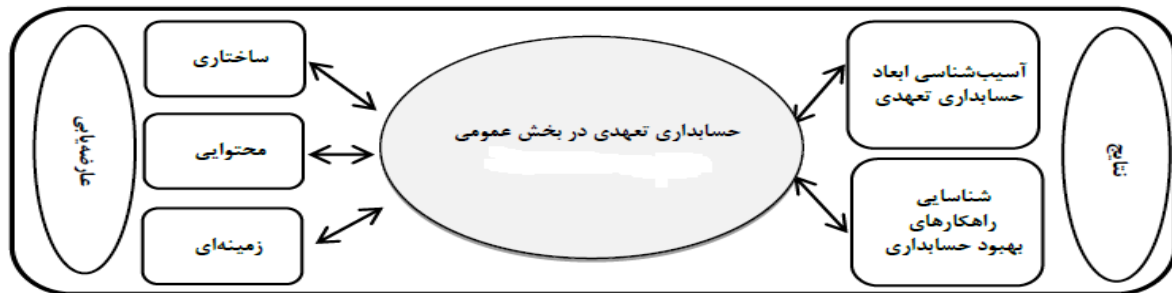 نتایج
آسیب‌شناسی ابعاد
حسابداری تعهدی
شناسایی
راهکارهای
بهبود حسابداری
حسابداری تعهدی در بخش عمومی
ساختاری
محتوایی
زمینه‌ای
عارضه‌یابی